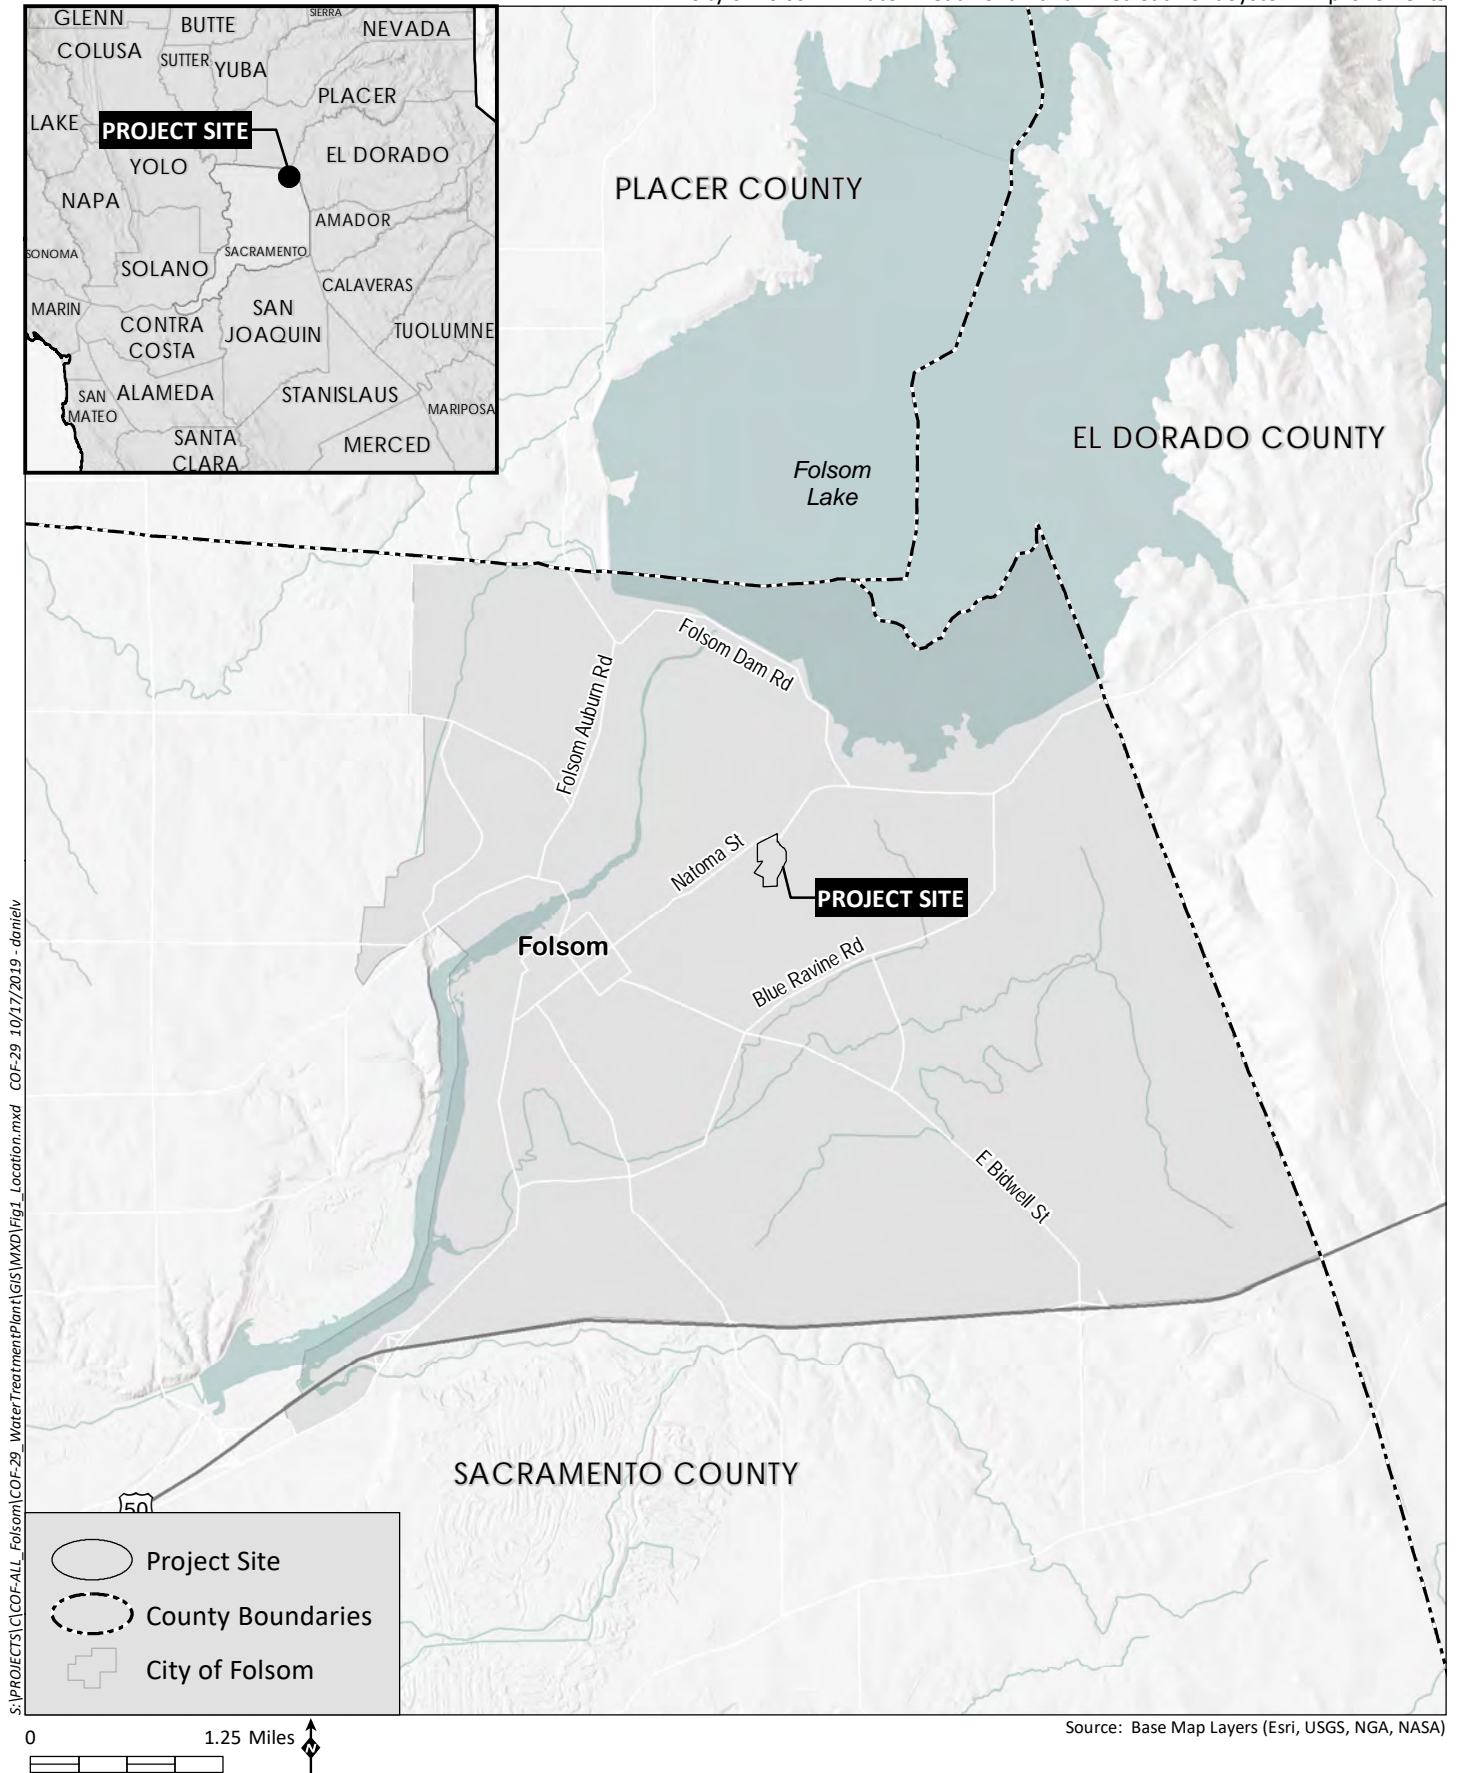 GLENN
COLUSA
BUTTE
SIERRA
NEVADA
SUTTER
YUBA
PLACER
LAKE
PROJECT SITE
YOLO
EL DORADO
NAPA
AMADOR
SONOMA
SACRAMENTO
SOLANO
CALAVERAS
MARIN
SAN
JOAQUIN
CONTRA
COSTA
TUOLUMNE
SAN
MATEO
ALAMEDA
STANISLAUS
MARIPOSA
SANTA
CLARA
MERCED
PLACER COUNTY
EL DORADO COUNTY
Folsom
Lake
Folsom Dam Rd
Folsom Auburn Rd
Natoma St
PROJECT SITE
Folsom
Blue Ravine Rd
E Bidwell St
SACRAMENTO COUNTY
50
Project Site
County Boundaries
City of Folsom
S:\PROJECTS\C\COF-ALL_Folsom\COF-29_WaterTreatmentPlant\GIS\MXD\Fig1_Location.mxd COF-29 10/17/2019 - danielv
0 1.25 Miles
N
Source: Base Map Layers (Esri, USGS, NGA, NASA)